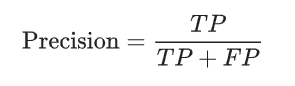 Precision = TP / (TP + FP)